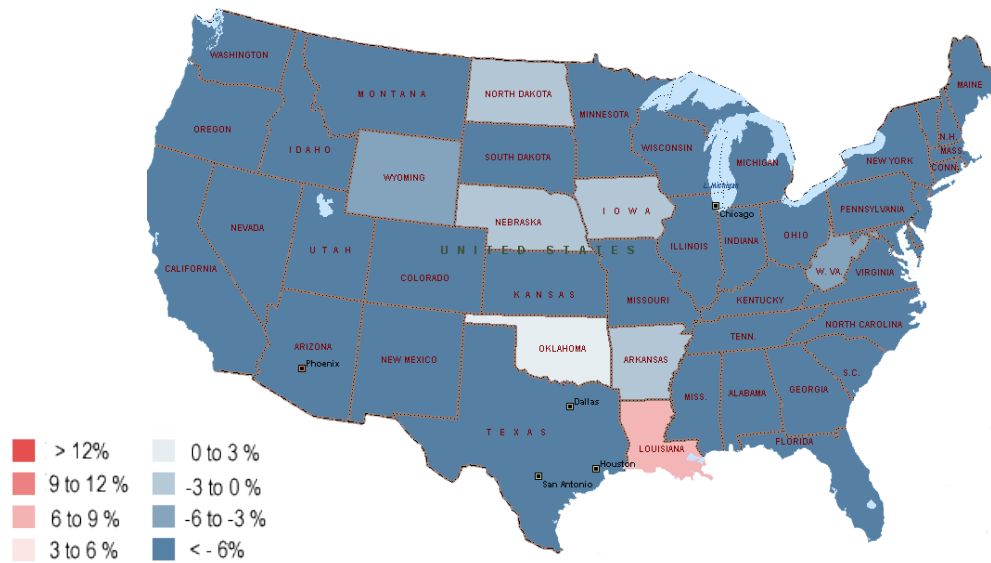 WASHINGTON
MONTANA
NORTH DAKOTA
MINNESOTA
MAINE
OREGON
IDAHO
WYOMING
SOUTH DAKOTA
WISCONSIN
MICHIGAN
L. Michigan
NEW YORK
N.H.
MASS
CONN.
NEVADA
UTAH
NEBRASKA
IOWA
Chicago
PENNSYLVANIA
UNITED STATES
ILLINOIS
INDIANA
OHIO
W. VA
VIRGINIA
CALIFORNIA
COLORADO
KANSAS
MISSOURI
KENTUCKY
NORTH CAROLINA
TENN.
ARIZONA
Phoenix
NEW MEXICO
OKLAHOMA
ARKANSAS
S.C.
MISS.
ALABAMA
GEORGIA
Dallas
TEXAS
LOUISIANA
FLORIDA
Houston
San Antonio
> 12%
9 to 12 %
6 to 9 %
3 to 6 %
0 to 3 %
-3 to 0 %
-6 to -3 %
< - 6%